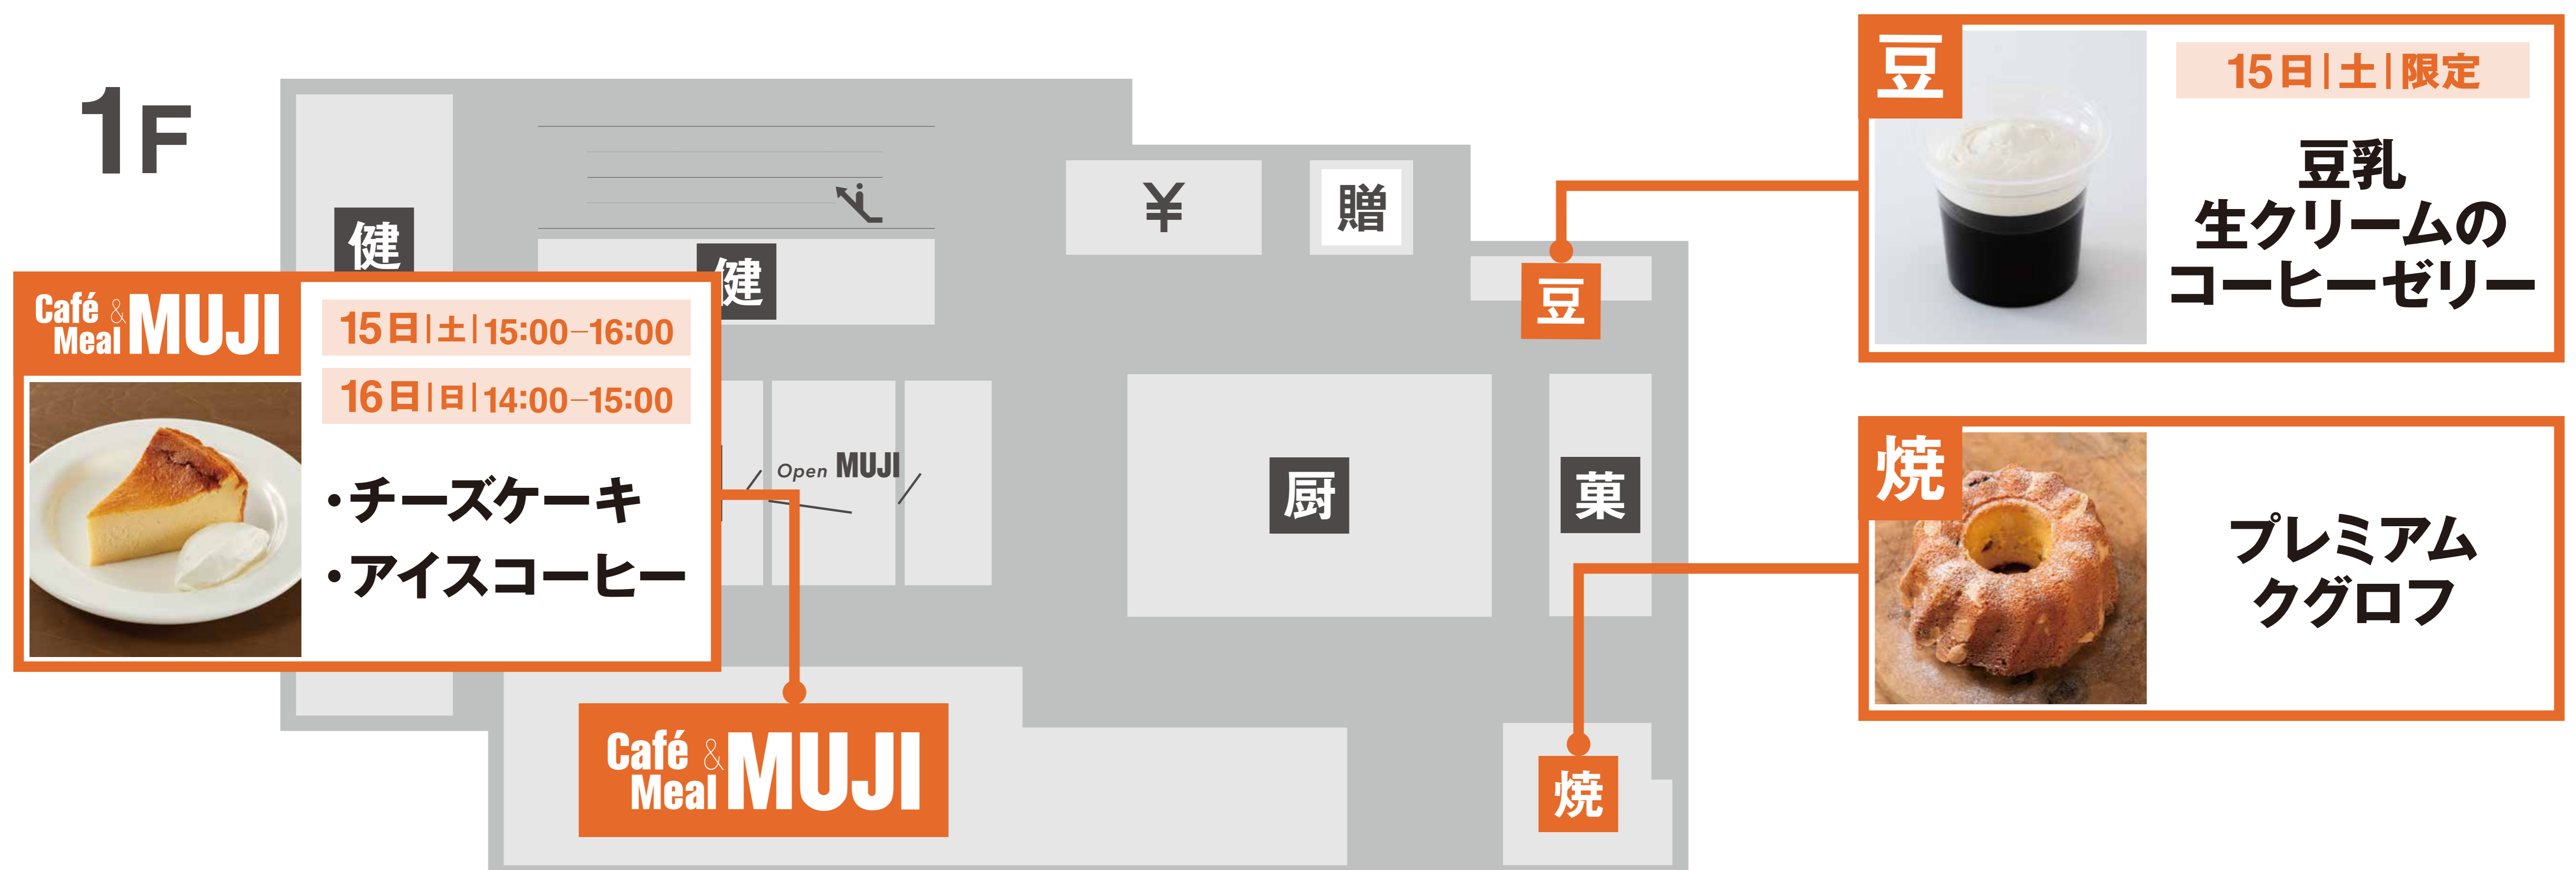 1F
健
健
¥
贈
豆
Open MUJI
厨
菓
Café & Meal MUJI
焼
Café & Meal MUJI
15日|土|15:00–16:00
16日|日|14:00–15:00
・チーズケーキ
・アイスコーヒー
豆
15日|土|限定
豆乳
生クリームの
コーヒーゼリー
焼
プレミアム
クグロフ